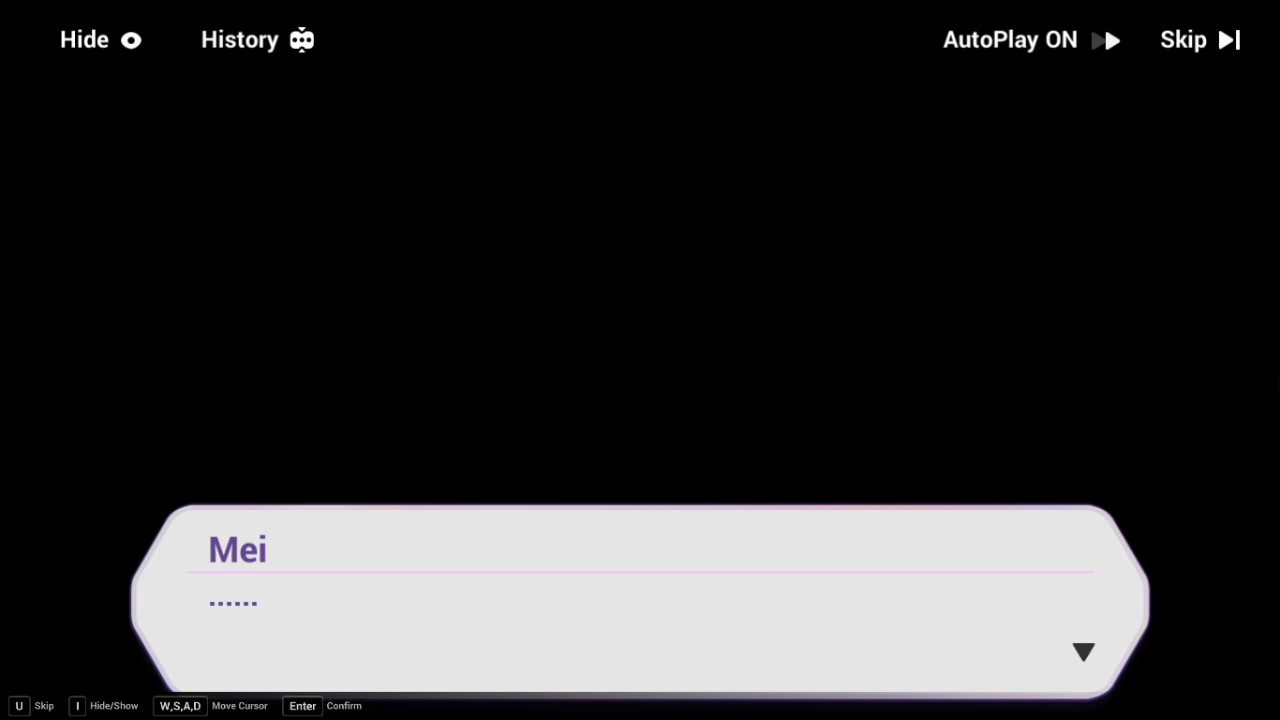 Hide
History
AutoPlay ON
Skip
Mei
......
U Skip
I Hide/Show
W,S,A,D Move Cursor
Enter Confirm